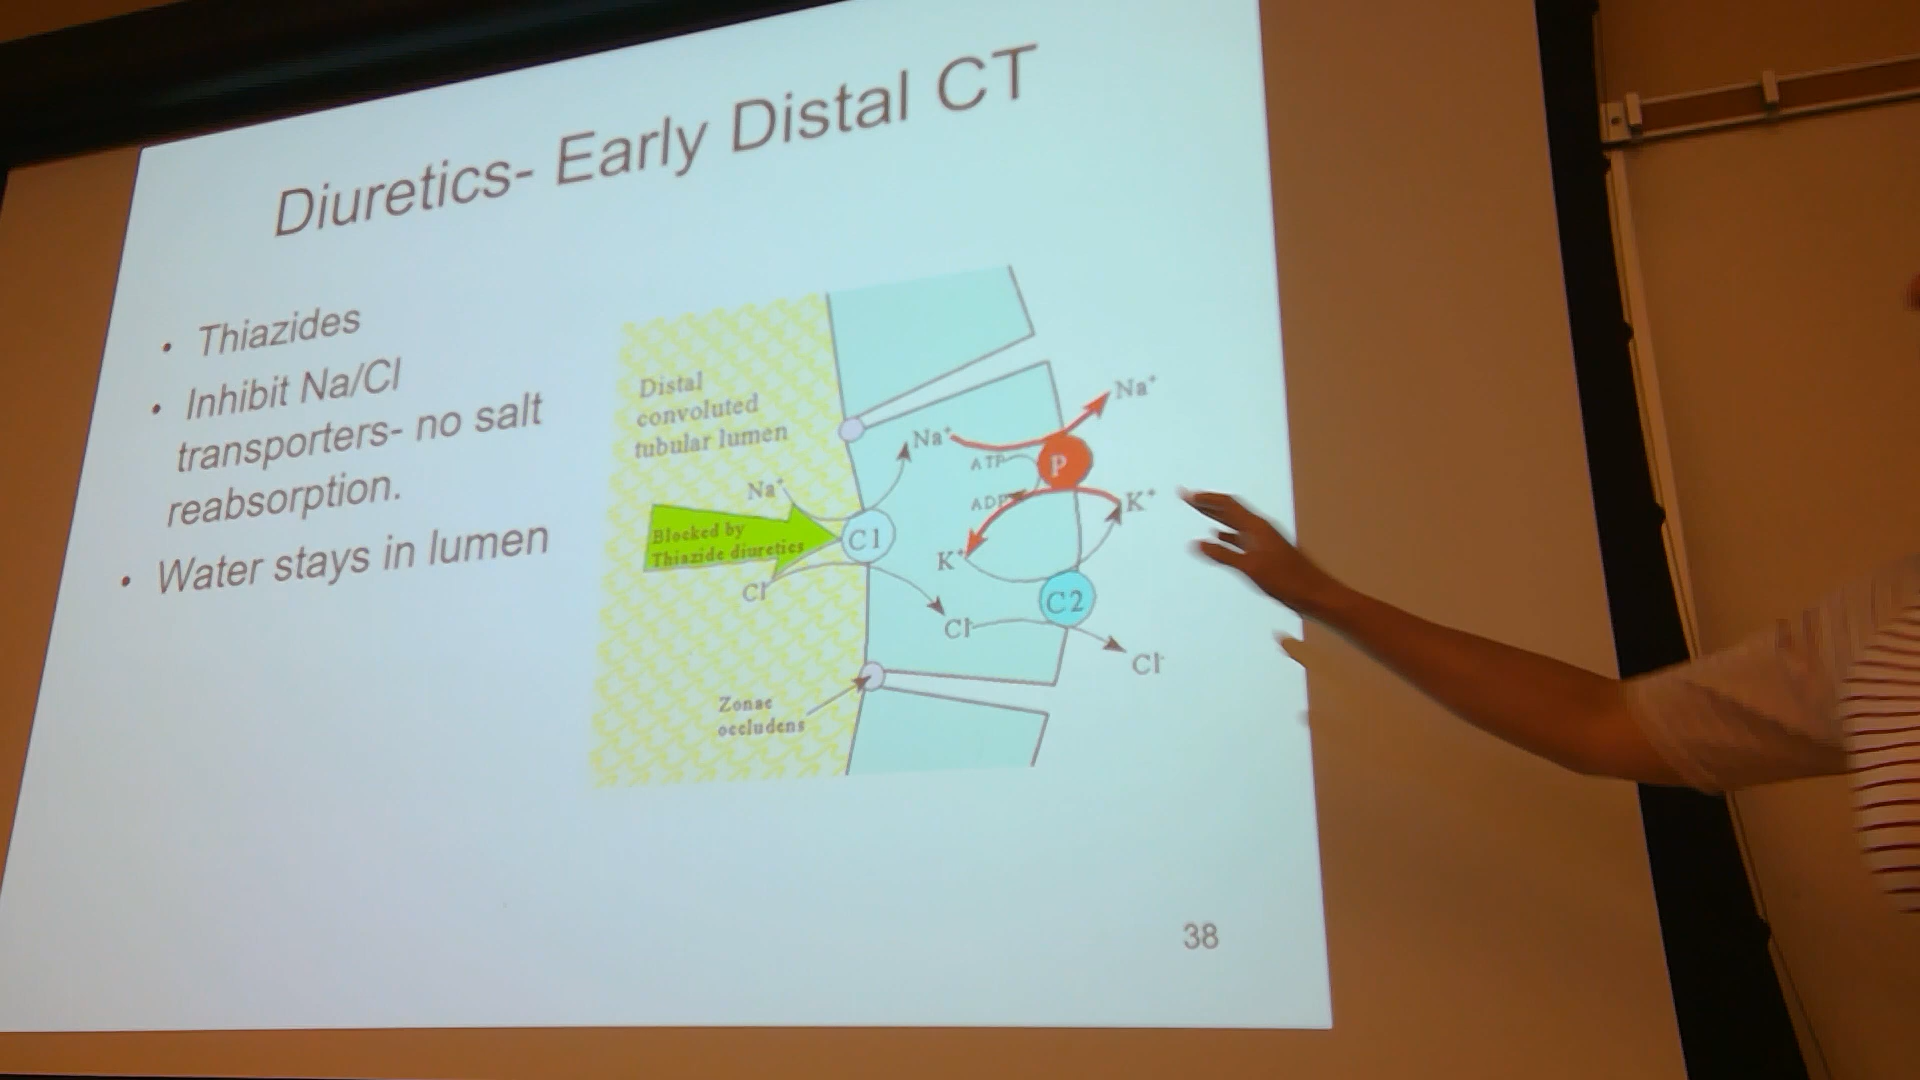 Diuretics- Early Distal CT
• Thiazides
• Inhibit Na/Cl
transporters- no salt
reabsorption.
• Water stays in lumen
Distal
convoluted
tubular lumen
Na⁺
Blocked by
Thiazide diuretics
Cl⁻
C1
Na⁺
ATP
ADP
P
Na⁺
K⁺
K⁺
C2
Cl⁻
Cl⁻
Zonae
occludens
38